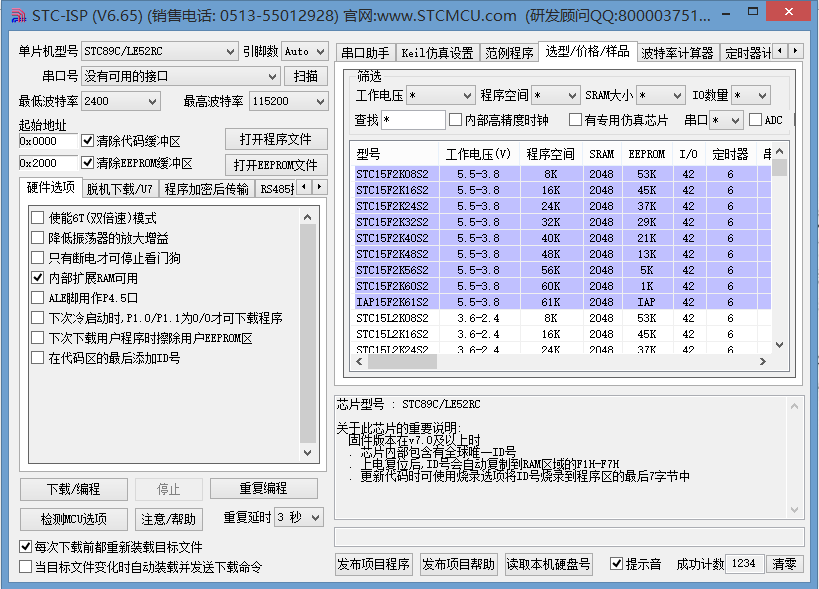 STC-ISP (V6.65) (销售电话: 0513-55012928) 官网:www.STCMCU.com (研发顾问QQ:800003751...
单片机型号 STC89C/LE52RC 引脚数 Auto
串口号 没有可用的接口 扫描
最低波特率 2400 最高波特率 115200
起始地址
0x0000 清除代码缓冲区 打开程序文件
0x2000 清除EEPROM缓冲区 打开EEPROM文件
硬件选项 脱机下载/U7 程序加密后传输 RS485
使能6T(双倍速)模式
降低振荡器的放大增益
只有断电才可停止看门狗
内部扩展RAM可用
ALE脚用作P4.5口
下次冷启动时,P1.0/P1.1为0/0才可下载程序
下次下载用户程序时擦除用户EEPROM区
在代码区的最后添加ID号
下载/编程 停止 重复编程
检测MCU选项 注意/帮助 重复延时 3 秒
每次下载前都重新装载目标文件
当目标文件变化时自动装载并发送下载命令
串口助手 Keil仿真设置 范例程序 选型/价格/样品 波特率计算器 定时器计
筛选
工作电压 * 程序空间 * SRAM大小 * IO数量 *
查找 * 内部高精度时钟 有专用仿真芯片 串口 * ADC
型号 工作电压(V) 程序空间 SRAM EEPROM I/O 定时器 串
STC15F2K08S2 5.5-3.8 8K 2048 53K 42 6
STC15F2K16S2 5.5-3.8 16K 2048 45K 42 6
STC15F2K24S2 5.5-3.8 24K 2048 37K 42 6
STC15F2K32S2 5.5-3.8 32K 2048 29K 42 6
STC15F2K40S2 5.5-3.8 40K 2048 21K 42 6
STC15F2K48S2 5.5-3.8 48K 2048 13K 42 6
STC15F2K56S2 5.5-3.8 56K 2048 5K 42 6
STC15F2K60S2 5.5-3.8 60K 2048 1K 42 6
IAP15F2K61S2 5.5-3.8 61K 2048 IAP 42 6
STC15L2K08S2 3.6-2.4 8K 2048 53K 42 6
STC15L2K16S2 3.6-2.4 16K 2048 45K 42 6
STC15L2K24S2 3.6-2.4 24K 2048 37K 42 6
芯片型号 : STC89C/LE52RC
关于此芯片的重要说明:
固件版本在v7.0及以上时
. 芯片内部包含有全球唯一ID号
. 上电复位后,ID号会自动复制到RAM区域的F1H-F7H
. 更新代码时可使用烧录选项将ID号烧录到程序区的最后7字节中
发布项目程序 发布项目帮助 读取本机硬盘号 提示音 成功计数 1234 清零